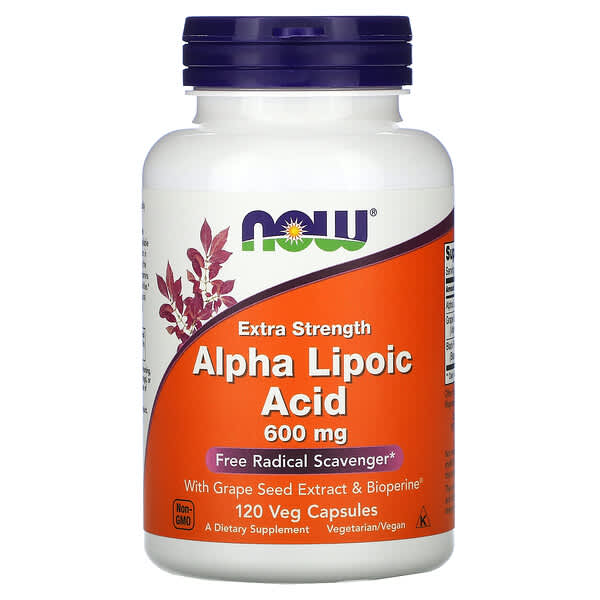 NOW®
Extra Strength
Alpha Lipoic
Acid
600 mg
Free Radical Scavenger*
With Grape Seed Extract & Bioperine®
120 Veg Capsules
Non-
GMO
A Dietary Supplement Vegetarian/Vegan
K